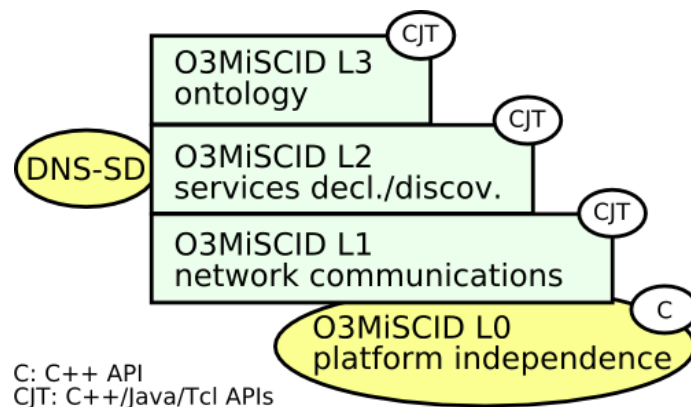 CJT
O3MiSCID L3
ontology
CJT
O3MiSCID L2
DNS-SD
services decl./discov.
CJT
O3MiSCID L1
network communications
C
O3MiSCID L0
platform independence
C: C++ API
CJT: C++/Java/Tcl APIs